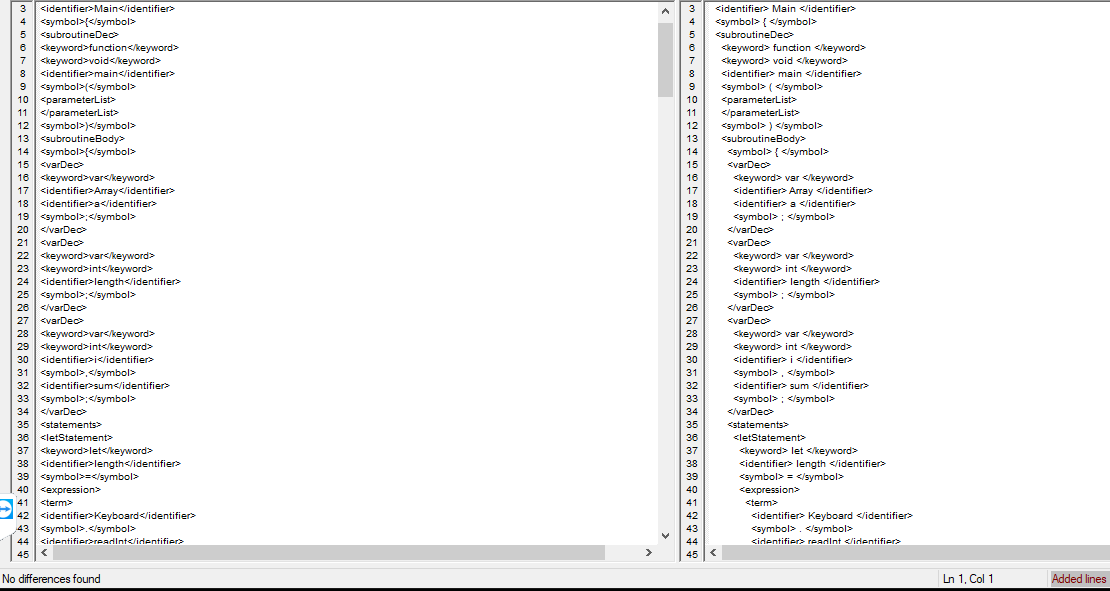 3 <identifier>Main</identifier>
4 <symbol>{</symbol>
5 <subroutineDec>
6 <keyword>function</keyword>
7 <keyword>void</keyword>
8 <identifier>main</identifier>
9 <symbol>(</symbol>
10 <parameterList>
11 </parameterList>
12 <symbol>)</symbol>
13 <subroutineBody>
14 <symbol>{</symbol>
15 <varDec>
16 <keyword>var</keyword>
17 <identifier>Array</identifier>
18 <identifier>a</identifier>
19 <symbol>;</symbol>
20 </varDec>
21 <varDec>
22 <keyword>var</keyword>
23 <keyword>int</keyword>
24 <identifier>length</identifier>
25 <symbol>;</symbol>
26 </varDec>
27 <varDec>
28 <keyword>var</keyword>
29 <keyword>int</keyword>
30 <identifier>i</identifier>
31 <symbol>,</symbol>
32 <identifier>sum</identifier>
33 <symbol>;</symbol>
34 </varDec>
35 <statements>
36 <letStatement>
37 <keyword>let</keyword>
38 <identifier>length</identifier>
39 <symbol>=</symbol>
40 <expression>
41 <term>
42 <identifier>Keyboard</identifier>
43 <symbol>.</symbol>
44 <identifier>readInt</identifier>
45
3 <identifier> Main </identifier>
4 <symbol> { </symbol>
5 <subroutineDec>
6 <keyword> function </keyword>
7 <keyword> void </keyword>
8 <identifier> main </identifier>
9 <symbol> ( </symbol>
10 <parameterList>
11 </parameterList>
12 <symbol> ) </symbol>
13 <subroutineBody>
14 <symbol> { </symbol>
15 <varDec>
16 <keyword> var </keyword>
17 <identifier> Array </identifier>
18 <identifier> a </identifier>
19 <symbol> ; </symbol>
20 </varDec>
21 <varDec>
22 <keyword> var </keyword>
23 <keyword> int </keyword>
24 <identifier> length </identifier>
25 <symbol> ; </symbol>
26 </varDec>
27 <varDec>
28 <keyword> var </keyword>
29 <keyword> int </keyword>
30 <identifier> i </identifier>
31 <symbol> , </symbol>
32 <identifier> sum </identifier>
33 <symbol> ; </symbol>
34 </varDec>
35 <statements>
36 <letStatement>
37 <keyword> let </keyword>
38 <identifier> length </identifier>
39 <symbol> = </symbol>
40 <expression>
41 <term>
42 <identifier> Keyboard </identifier>
43 <symbol> . </symbol>
44 <identifier> readInt </identifier>
45
No differences found
Ln 1, Col 1
Added lines